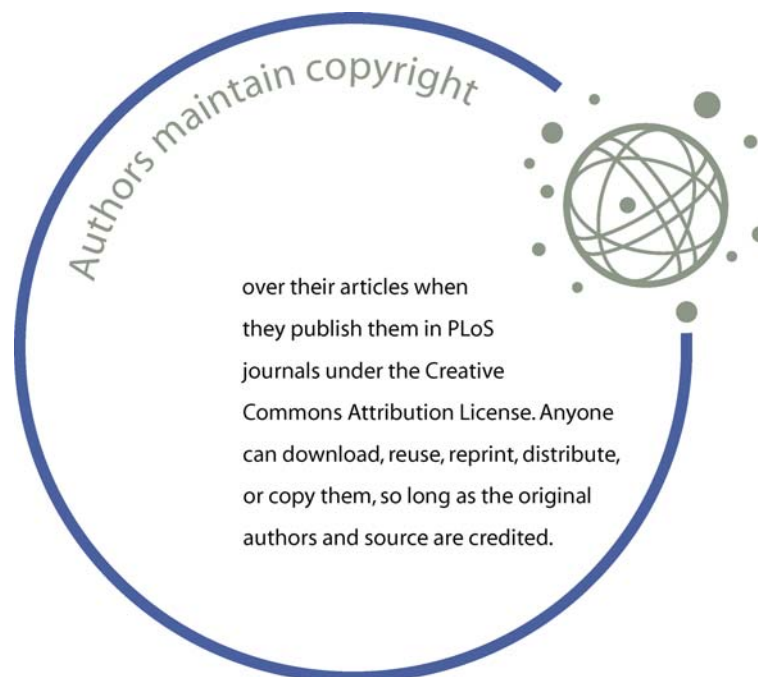 Authors maintain copyright
over their articles when
they publish them in PLoS
journals under the Creative
Commons Attribution License. Anyone
can download, reuse, reprint, distribute,
or copy them, so long as the original
authors and source are credited.